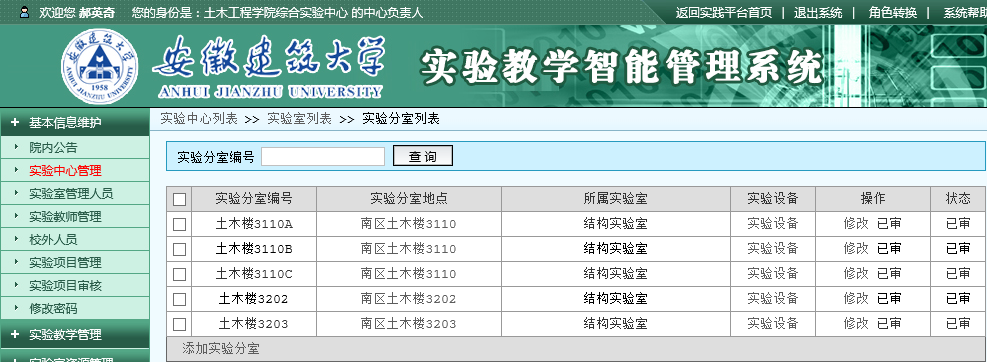 欢迎您 郝英奇 您的身份是：土木工程学院综合实验中心 的中心负责人 返回实践平台首页 | 退出系统 | 角色转换 | 系统帮助
1958
安徽建筑大学
ANHUI JIANZHU UNIVERSITY
实验教学智能管理系统
基本信息维护
院内公告
实验中心管理
实验室管理人员
实验教师管理
校外人员
实验项目管理
实验项目审核
修改密码
实验教学管理
实验室资源管理
实验中心列表 >> 实验室列表 >> 实验分室列表
实验分室编号 查 询
实验分室编号 实验分室地点 所属实验室 实验设备 操作 状态
土木楼3110A 南区土木楼3110 结构实验室 实验设备 修改 已审 已审
土木楼3110B 南区土木楼3110 结构实验室 实验设备 修改 已审 已审
土木楼3110C 南区土木楼3110 结构实验室 实验设备 修改 已审 已审
土木楼3202 南区土木楼3202 结构实验室 实验设备 修改 已审 已审
土木楼3203 南区土木楼3203 结构实验室 实验设备 修改 已审 已审
添加实验分室